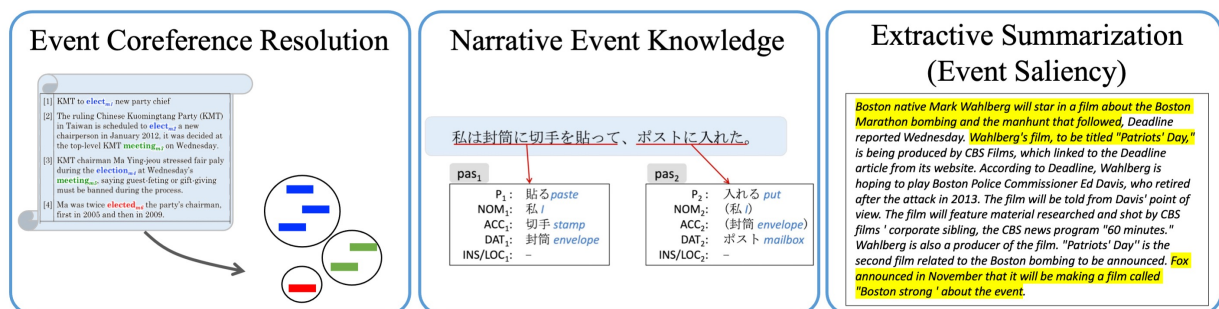 Event Coreference Resolution
[1] KMT to elect m1 new party chief
[2] The ruling Chinese Kuomingtang Party (KMT)
in Taiwan is scheduled to elect m2 a new
chairperson in January 2012, it was decided at
the top-level KMT meeting m3 on Wednesday.
[3] KMT chairman Ma Ying-jeou stressed fair paly
during the election m4 at Wednesday's
meeting m5, saying guest-feting or gift-giving
must be banned during the process.
[4] Ma was twice elected m6 the party's chairman,
first in 2005 and then in 2009.
Narrative Event Knowledge
私は封筒に切手を貼って、ポストに入れた。
pas1
P1: 貼る paste
NOM1: 私 I
ACC1: 切手 stamp
DAT1: 封筒 envelope
INS/LOC1: –
pas2
P2: 入れる put
NOM2: (私 I)
ACC2: (封筒 envelope)
DAT2: ポスト mailbox
INS/LOC2: –
Extractive Summarization
(Event Saliency)
Boston native Mark Wahlberg will star in a film about the Boston
Marathon bombing and the manhunt that followed, Deadline
reported Wednesday. Wahlberg's film, to be titled "Patriots' Day,"
is being produced by CBS Films, which linked to the Deadline
article from its website. According to Deadline, Wahlberg is
hoping to play Boston Police Commissioner Ed Davis, who retired
after the attack in 2013. The film will be told from Davis' point of
view. The film will feature material researched and shot by CBS
films ' corporate sibling, the CBS news program "60 minutes."
Wahlberg is also a producer of the film. "Patriots' Day'' is the
second film related to the Boston bombing to be announced. Fox
announced in November that it will be making a film called
"Boston strong ' about the event.